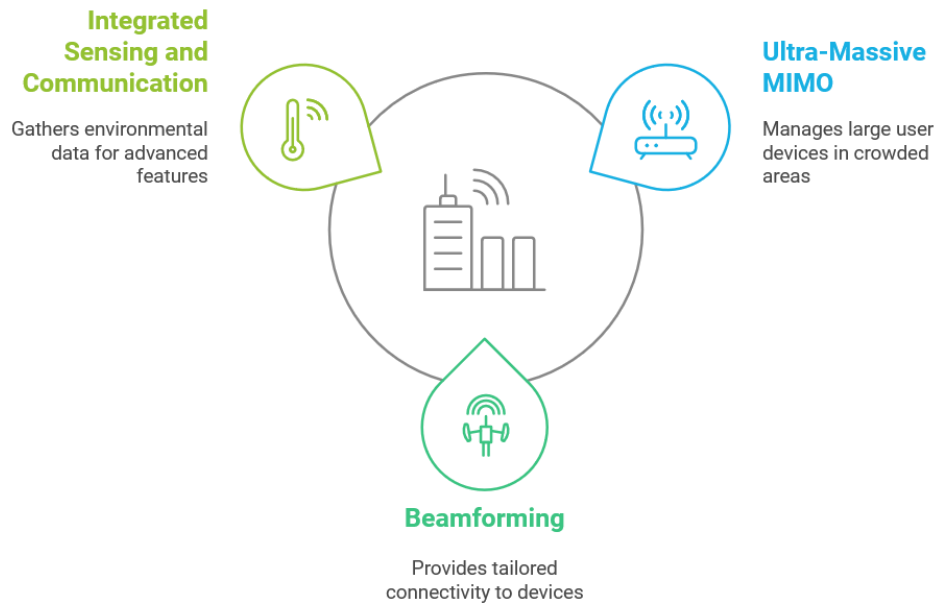 Integrated
Sensing and
Communication
Gathers environmental
data for advanced
features
Ultra-Massive
MIMO
Manages large user
devices in crowded
areas
Beamforming
Provides tailored
connectivity to devices